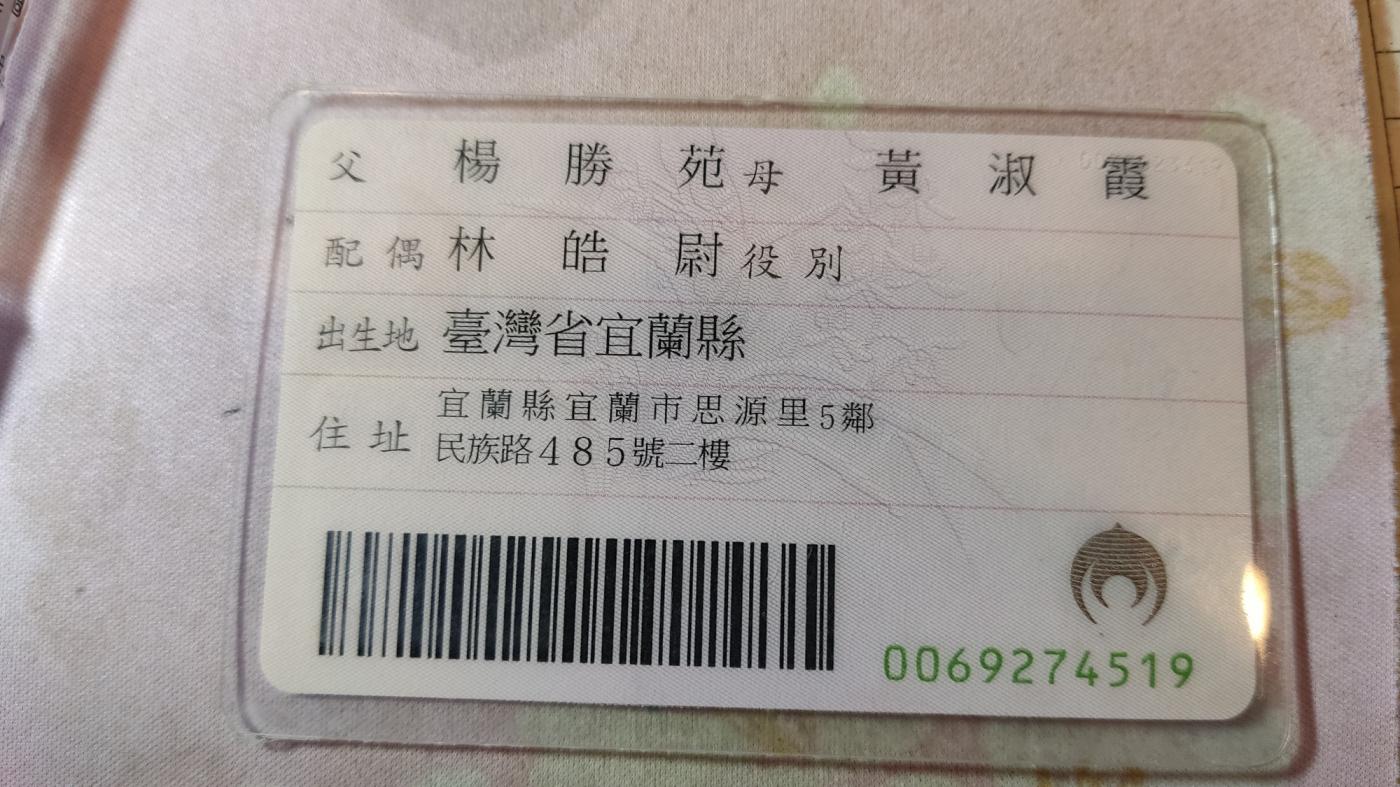 父 楊勝苑 母 黃淑霞
配偶 林皓尉 役別
出生地 臺灣省宜蘭縣
住址 宜蘭縣宜蘭市思源里5鄰
民族路485號二樓
0069274519